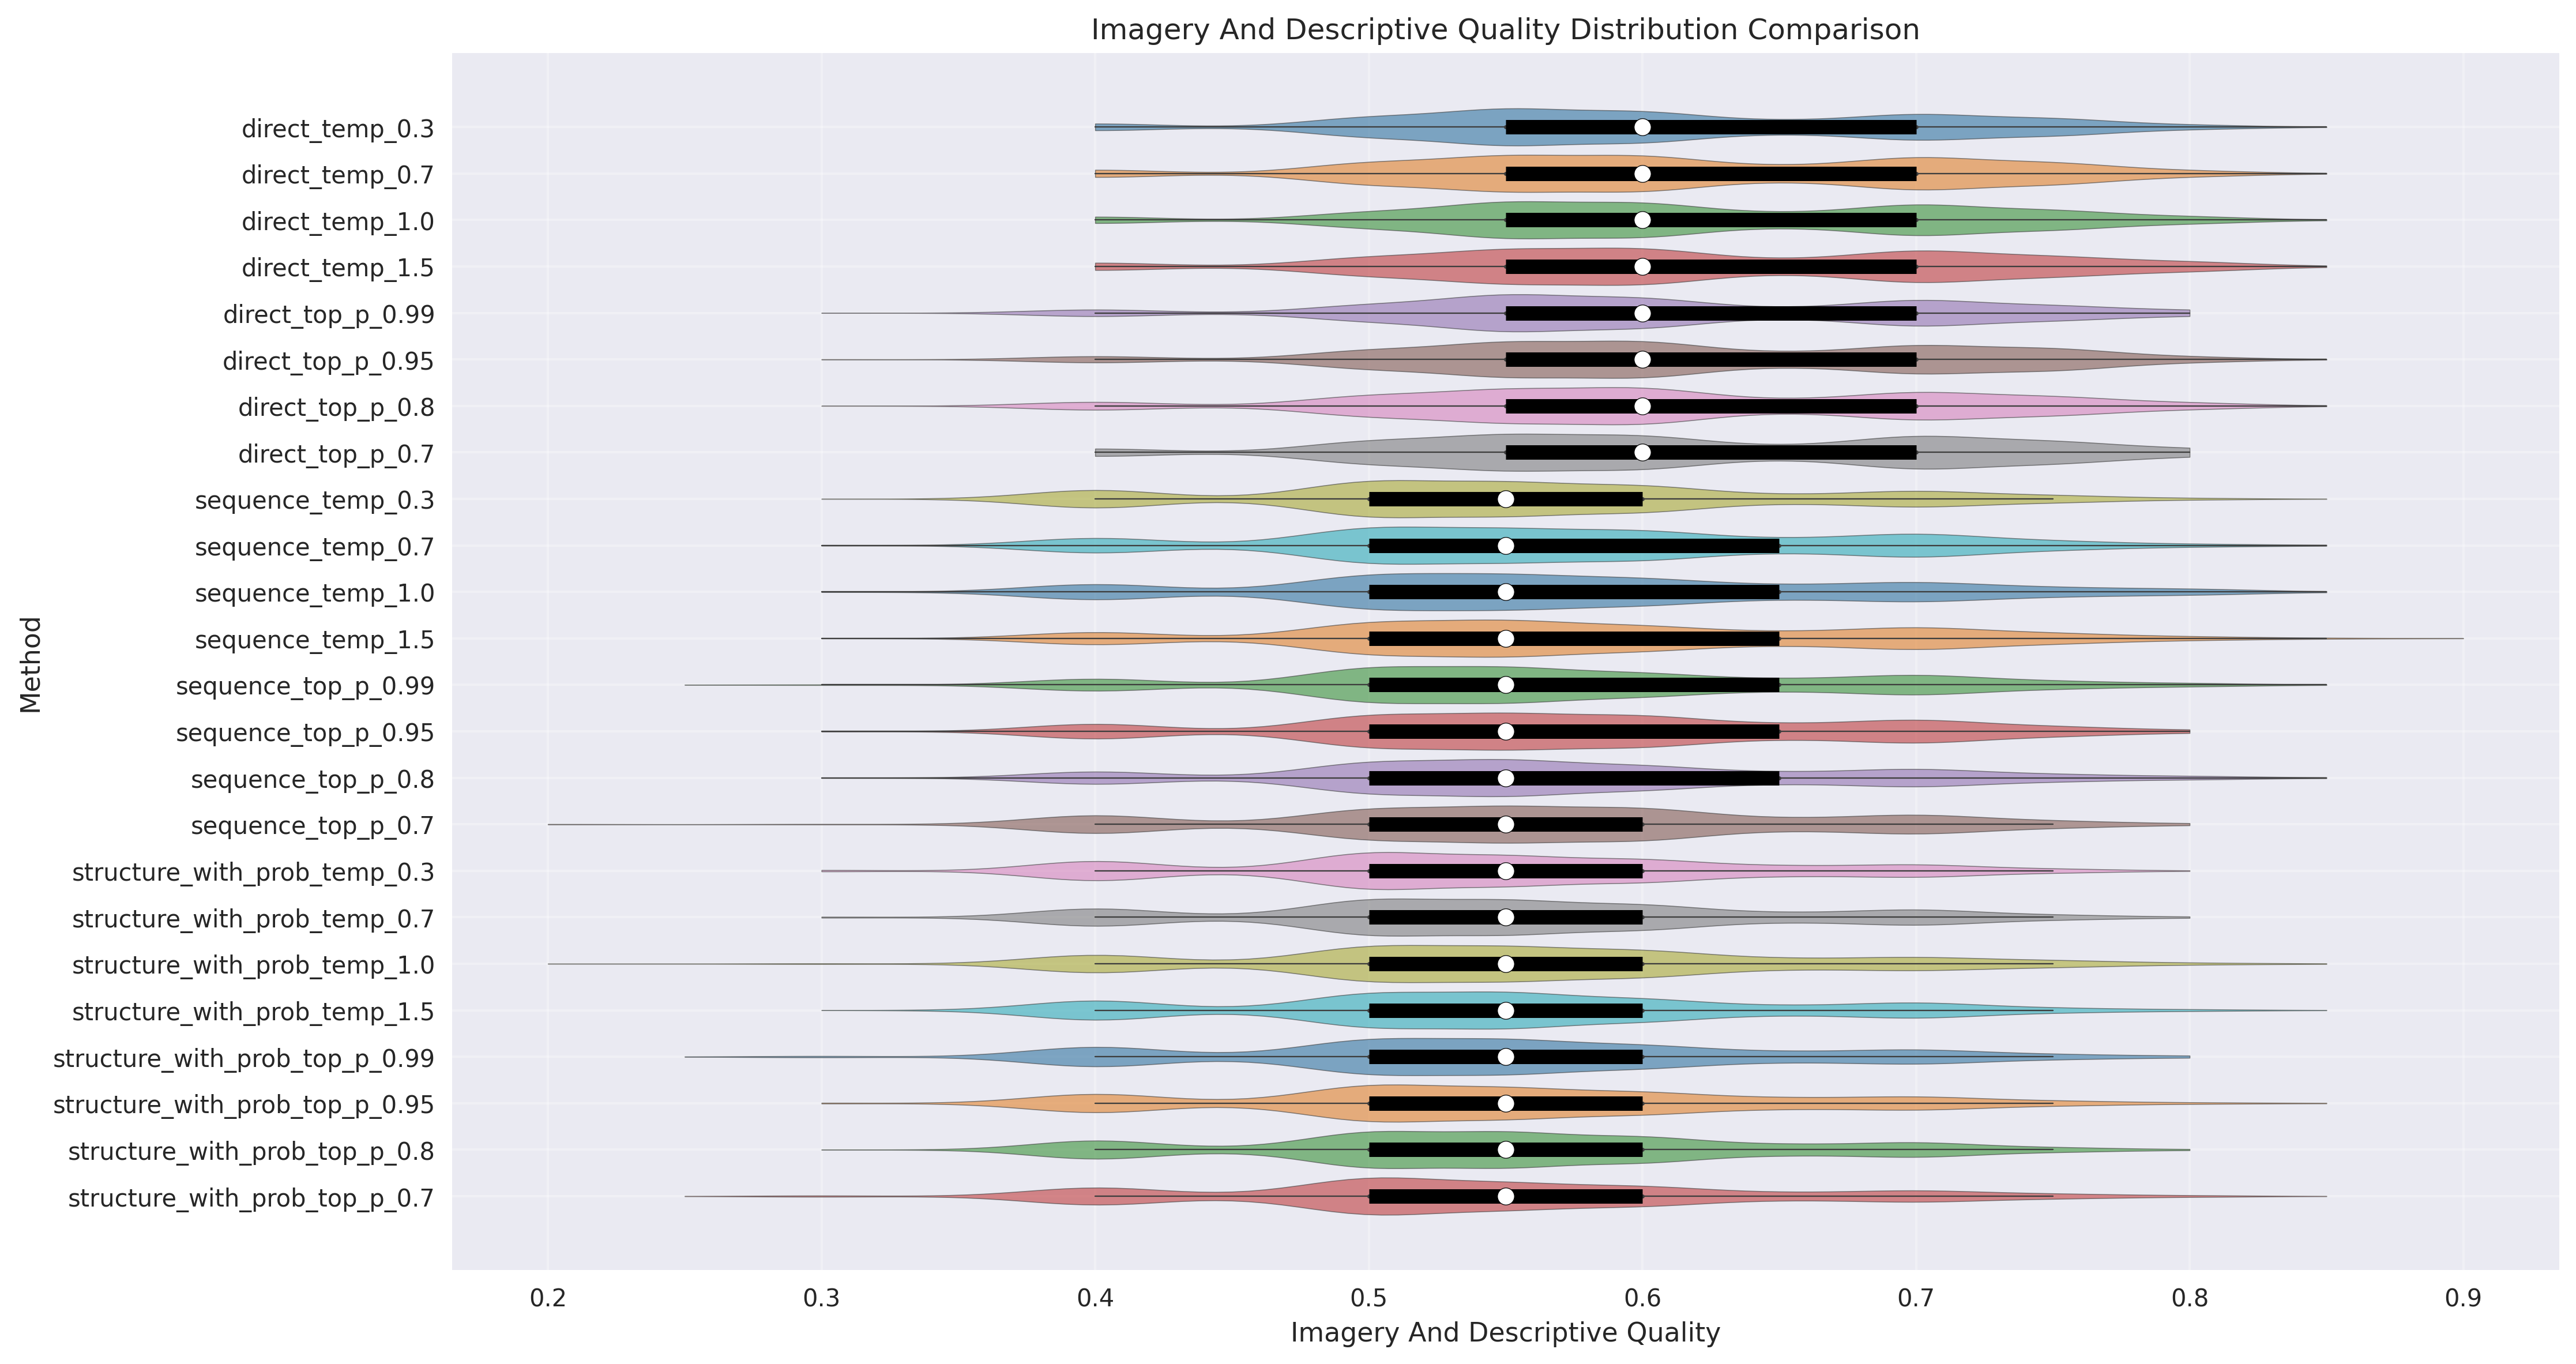 Imagery And Descriptive Quality Distribution Comparison
Method
direct_temp_0.3
direct_temp_0.7
direct_temp_1.0
direct_temp_1.5
direct_top_p_0.99
direct_top_p_0.95
direct_top_p_0.8
direct_top_p_0.7
sequence_temp_0.3
sequence_temp_0.7
sequence_temp_1.0
sequence_temp_1.5
sequence_top_p_0.99
sequence_top_p_0.95
sequence_top_p_0.8
sequence_top_p_0.7
structure_with_prob_temp_0.3
structure_with_prob_temp_0.7
structure_with_prob_temp_1.0
structure_with_prob_temp_1.5
structure_with_prob_top_p_0.99
structure_with_prob_top_p_0.95
structure_with_prob_top_p_0.8
structure_with_prob_top_p_0.7
0.2 0.3 0.4 0.5 0.6 0.7 0.8 0.9
Imagery And Descriptive Quality